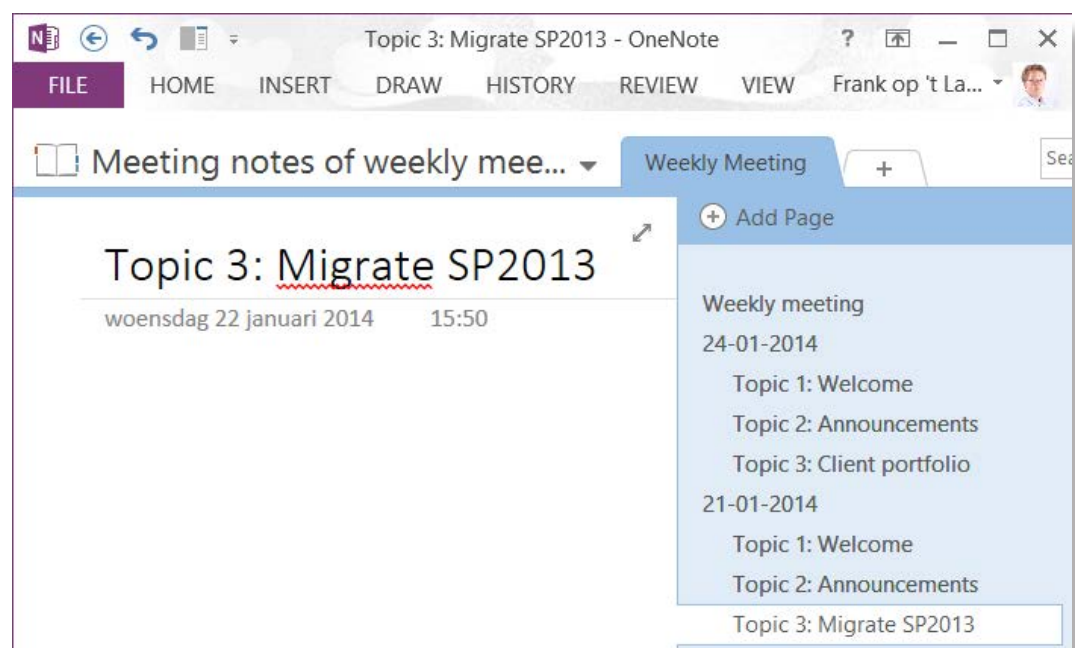 Topic 3: Migrate SP2013 - OneNote ?
FILE HOME INSERT DRAW HISTORY REVIEW VIEW Frank op 't La...
Meeting notes of weekly mee... Weekly Meeting + Sea
Add Page
Topic 3: Migrate SP2013
woensdag 22 januari 2014 15:50
Weekly meeting
24-01-2014
Topic 1: Welcome
Topic 2: Announcements
Topic 3: Client portfolio
21-01-2014
Topic 1: Welcome
Topic 2: Announcements
Topic 3: Migrate SP2013